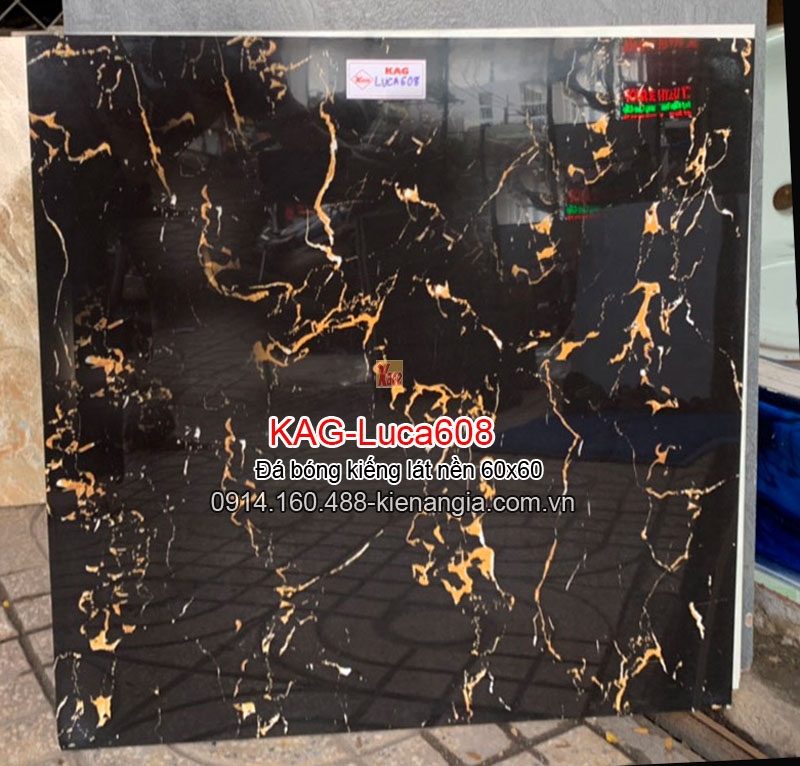 KAG
LUCA608
KAG-Luca608
Đá bóng kiếng lát nền 60x60
0914.160.488-kienangia.com.vn